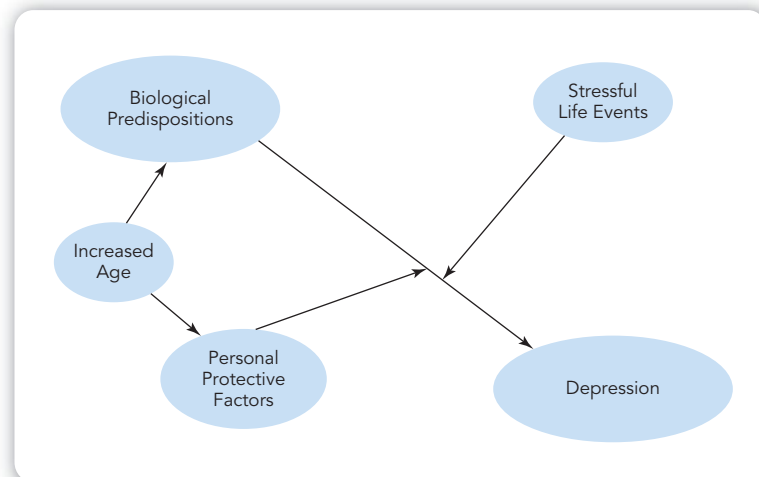 Biological
Predispositions
Stressful
Life Events
Increased
Age
Personal
Protective
Factors
Depression